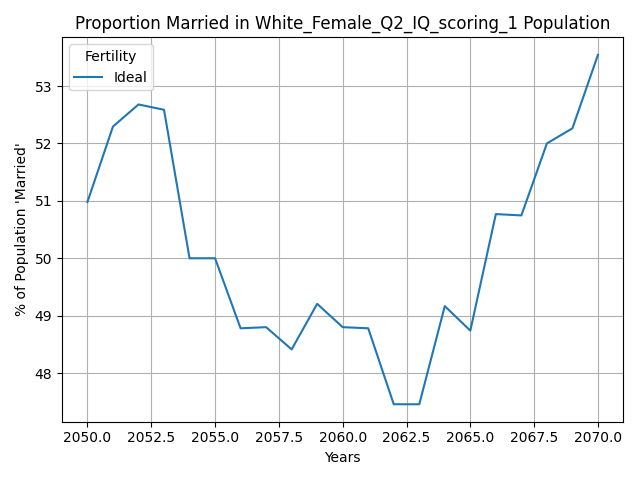 Proportion Married in White_Female_Q2_IQ_scoring_1 Population
Fertility
Ideal
% of Population 'Married'
53
52
51
50
49
48
2050.0 2052.5 2055.0 2057.5 2060.0 2062.5 2065.0 2067.5 2070.0
Years